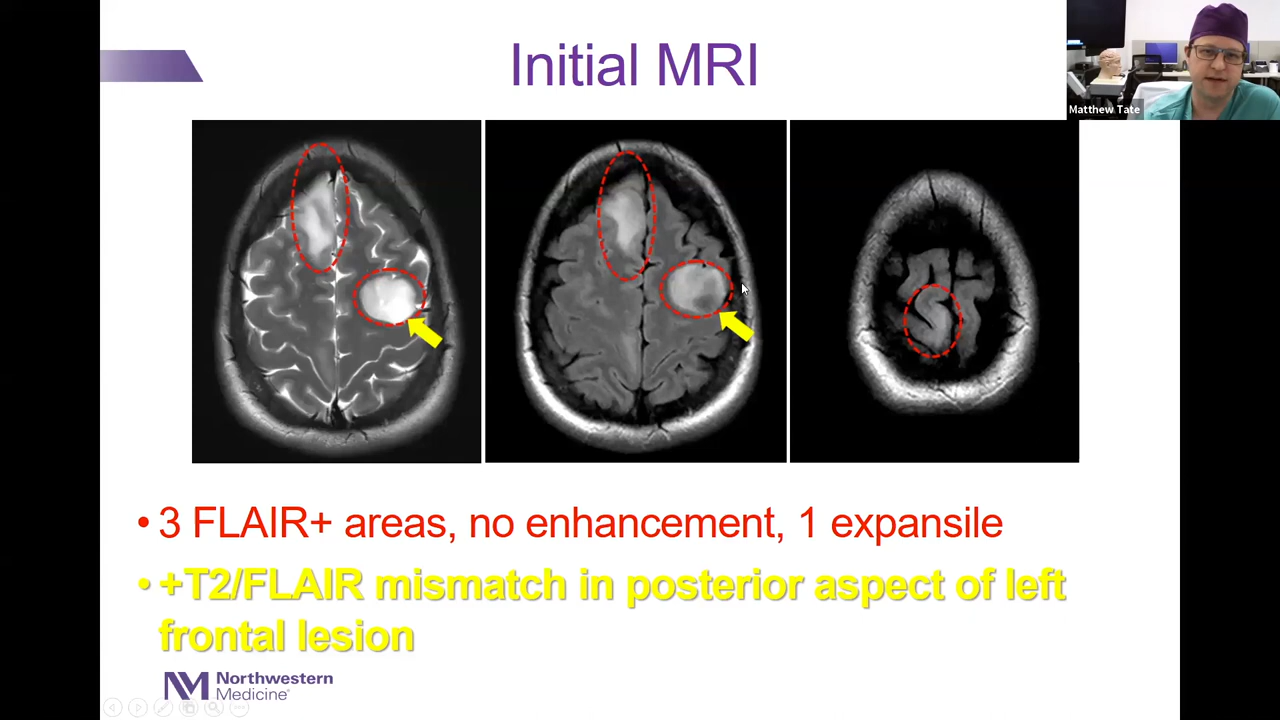 Initial MRI
Matthew Tate
• 3 FLAIR+ areas, no enhancement, 1 expansile
• +T2/FLAIR mismatch in posterior aspect of left
frontal lesion
NM Northwestern
Medicine®